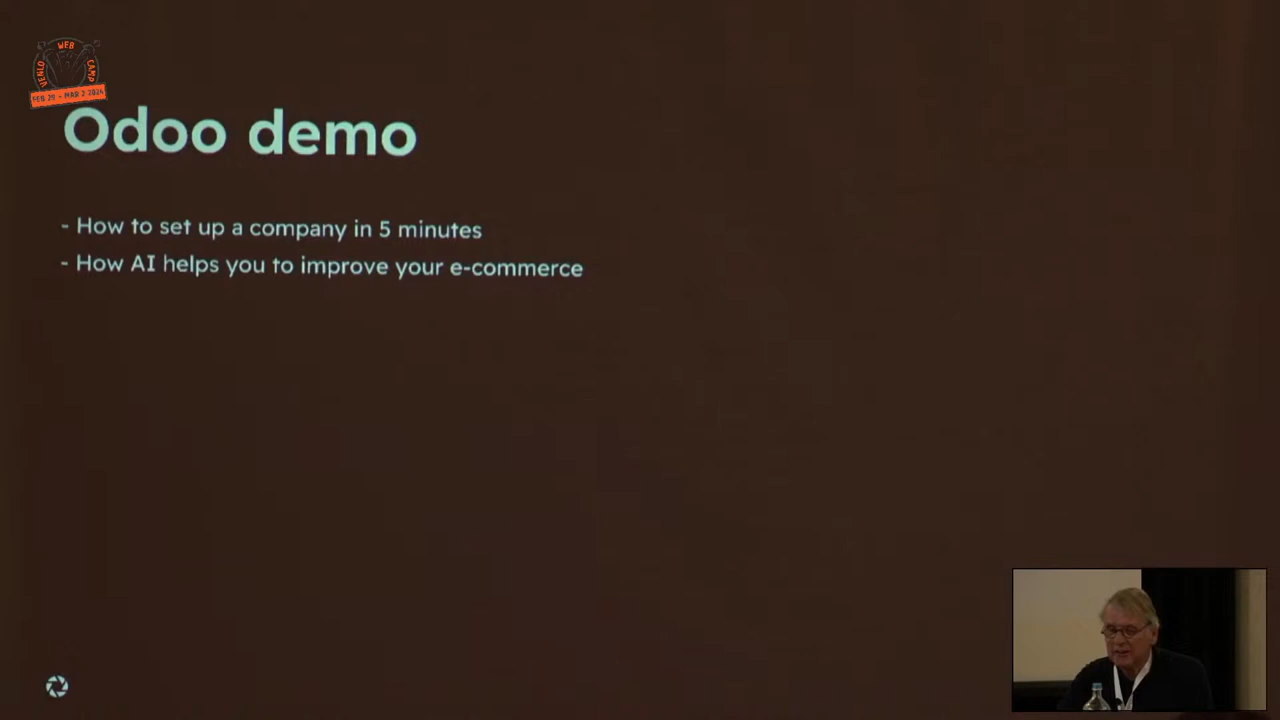 VENLO WEB CAMP
FEB 29 - MAR 2 2024
Odoo demo
- How to set up a company in 5 minutes
- How AI helps you to improve your e-commerce